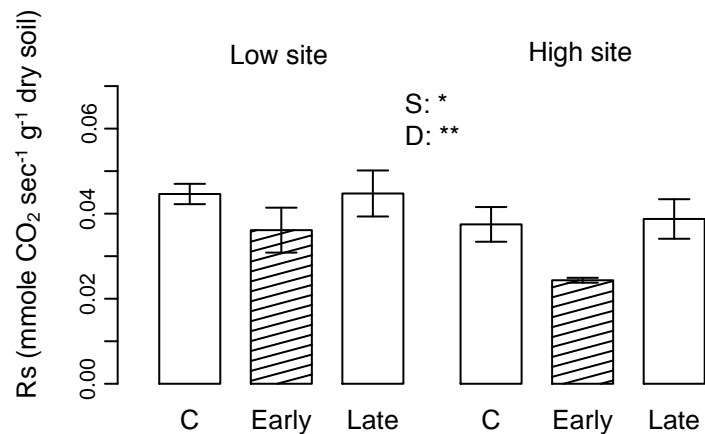 Low site
High site
S: *
D: **
Rs (mmole CO₂ sec⁻¹ g⁻¹ dry soil)
0.06
0.04
0.02
0.00
C Early Late C Early Late